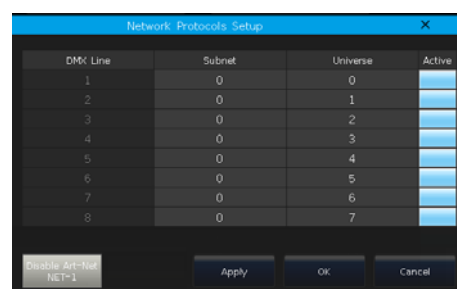 Network Protocols Setup ×
DMX Line Subnet Universe Active
1 0 0
2 0 1
3 0 2
4 0 3
5 0 4
6 0 5
7 0 6
8 0 7
Disable Art-Net
NET=1
Apply OK Cancel